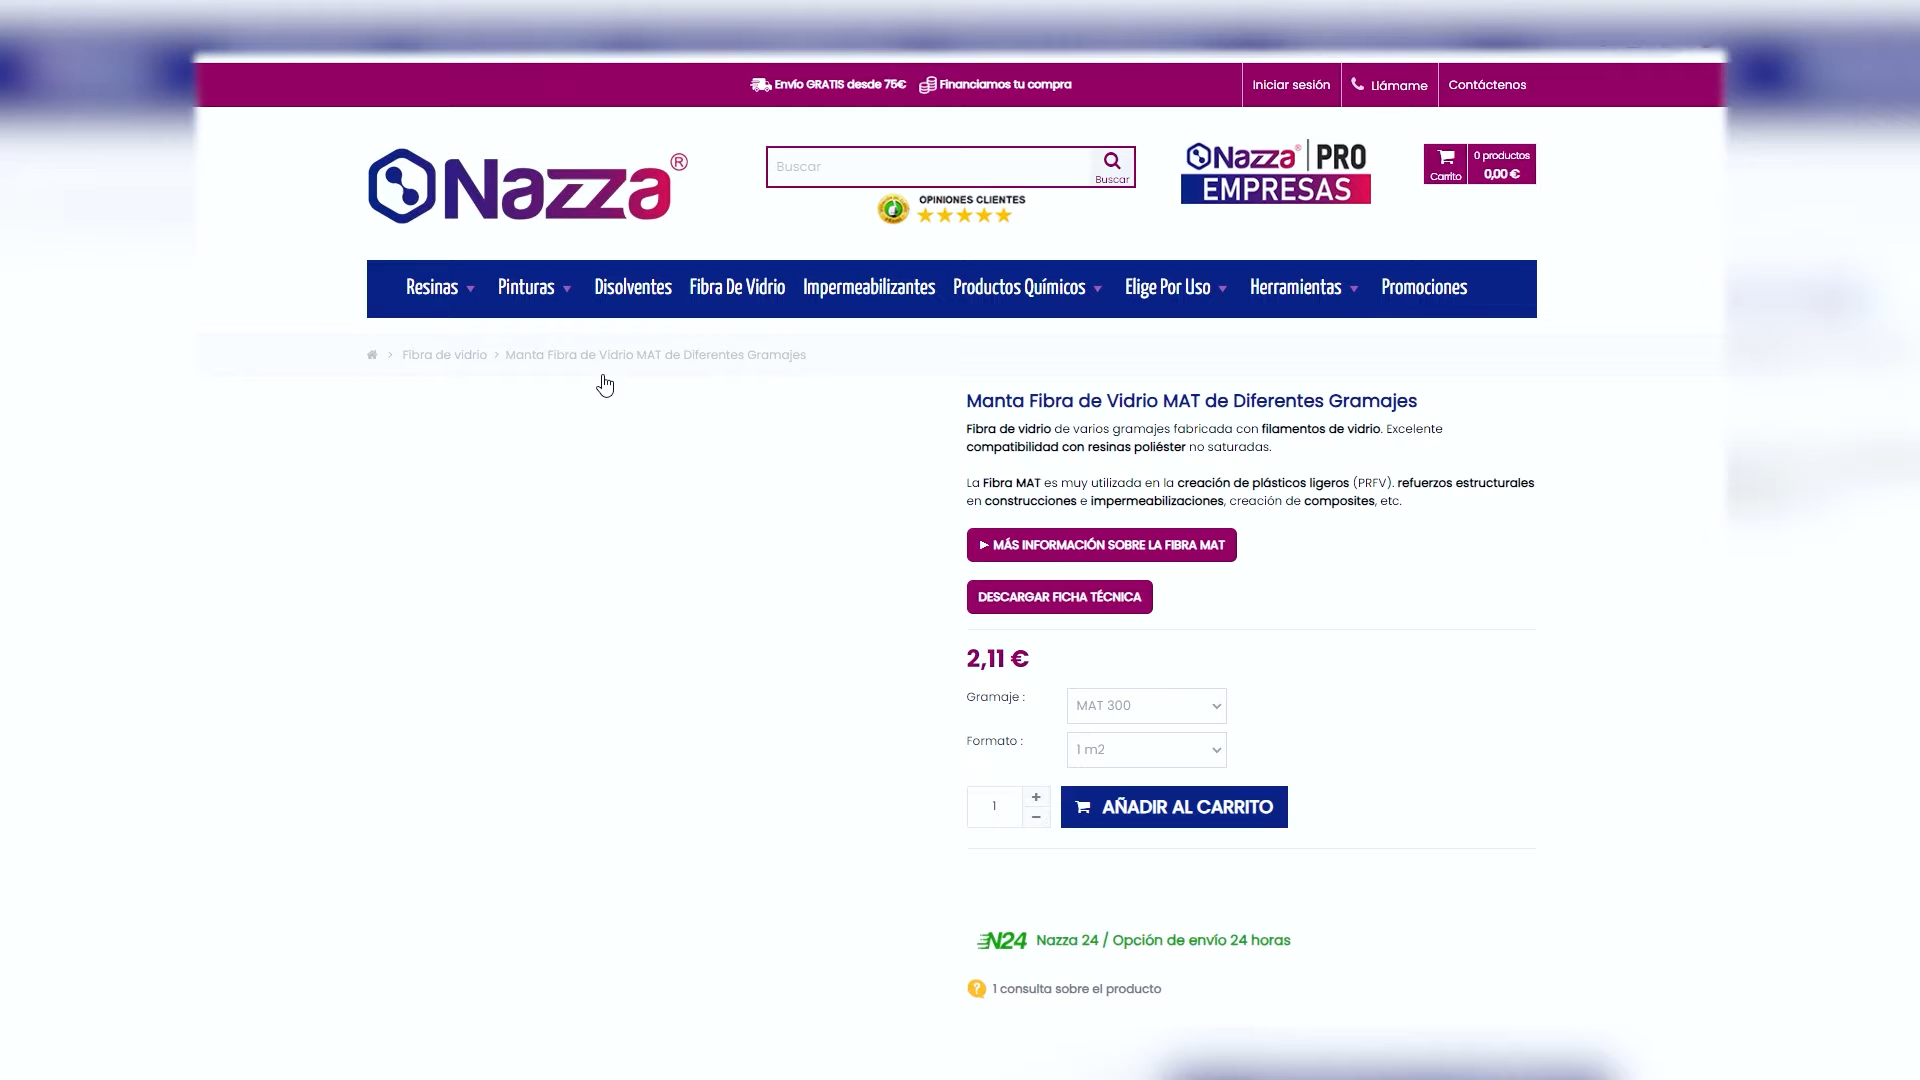 Envío GRATIS desde 75€ Financiamos tu compra Iniciar sesión Llámame Contáctenos
Nazza®
Buscar
Buscar
OPINIONES CLIENTES
Nazza® PRO
EMPRESAS
Carrito
0 productos
0,00 €
Resinas Pinturas Disolventes Fibra De Vidrio Impermeabilizantes Productos Químicos Elige Por Uso Herramientas Promociones
> Fibra de vidrio > Manta Fibra de Vidrio MAT de Diferentes Gramajes
Manta Fibra de Vidrio MAT de Diferentes Gramajes
Fibra de vidrio de varios gramajes fabricada con filamentos de vidrio. Excelente
compatibilidad con resinas poliéster no saturadas.
La Fibra MAT es muy utilizada en la creación de plásticos ligeros (PRFV). refuerzos estructurales
en construcciones e impermeabilizaciones, creación de composites, etc.
► MÁS INFORMACIÓN SOBRE LA FIBRA MAT
DESCARGAR FICHA TÉCNICA
2,11 €
Gramaje : MAT 300
Formato : 1 m2
1 + −
AÑADIR AL CARRITO
N24 Nazza 24 / Opción de envío 24 horas
? 1 consulta sobre el producto